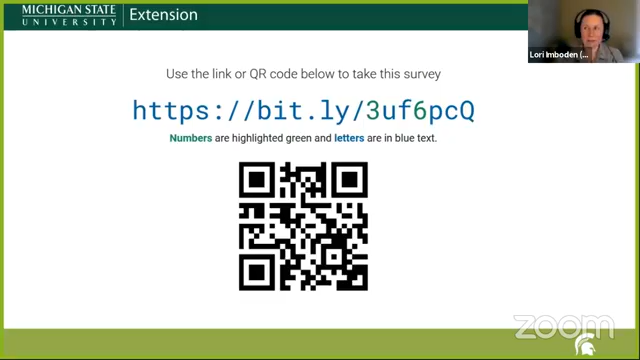 MICHIGAN STATE
UNIVERSITY
Extension
Lori Imboden (...
Use the link or QR code below to take this survey
https://bit.ly/3uf6pcQ
Numbers are highlighted green and letters are in blue text.
zoom